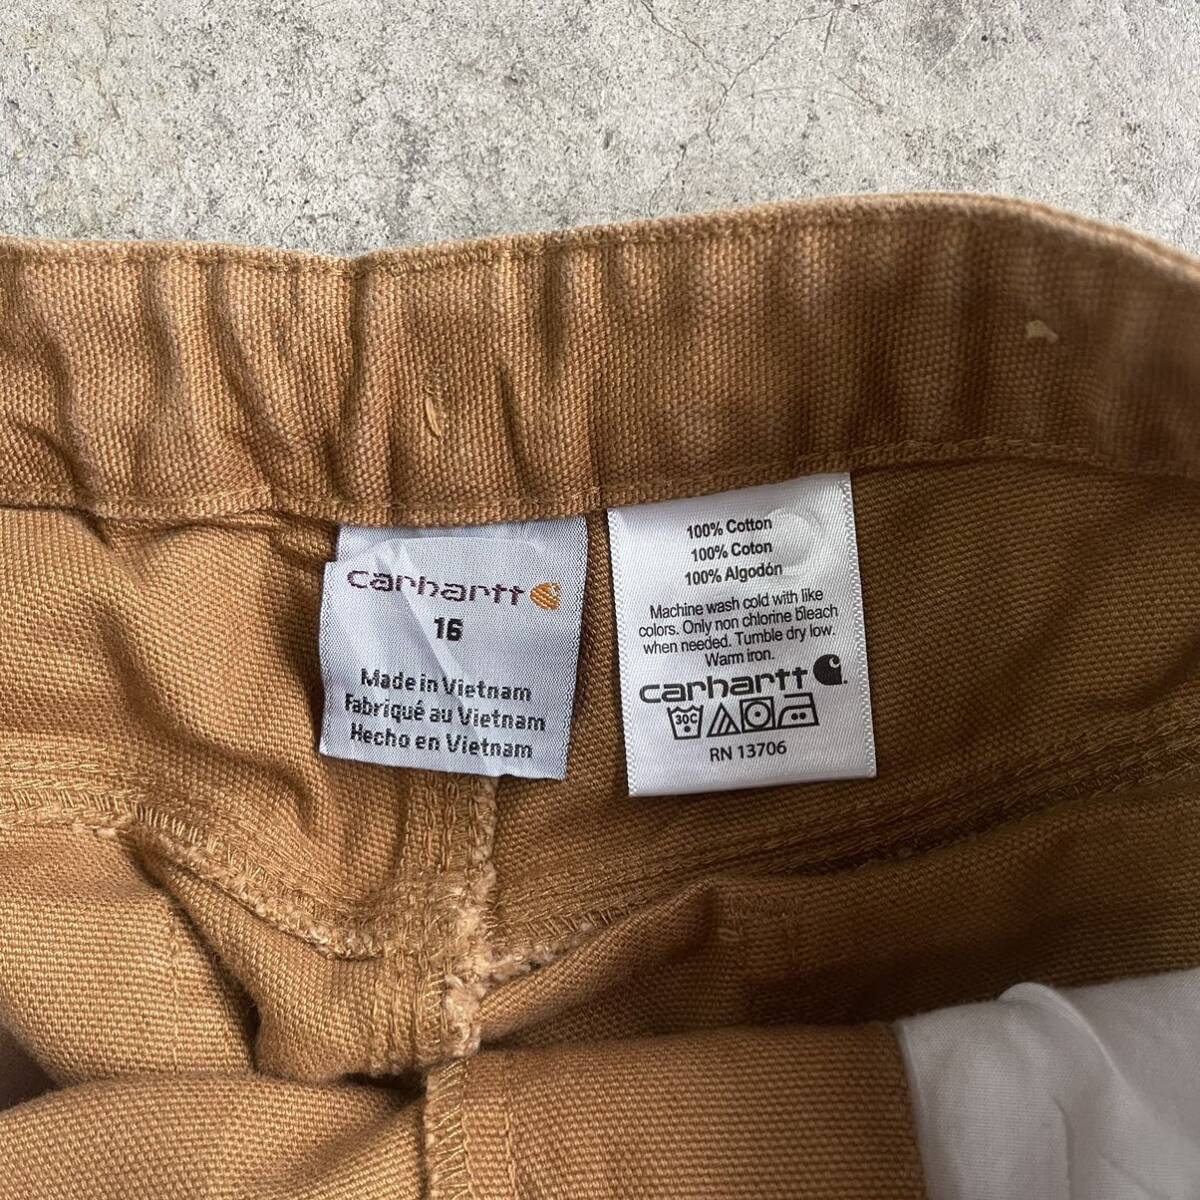 carhartt
16
Made in Vietnam
Fabriqué au Vietnam
Hecho en Vietnam
100% Cotton
100% Coton
100% Algodón
Machine wash cold with like
colors. Only non chlorine bleach
when needed. Tumble dry low.
Warm iron.
carhartt
30C
RN 13706